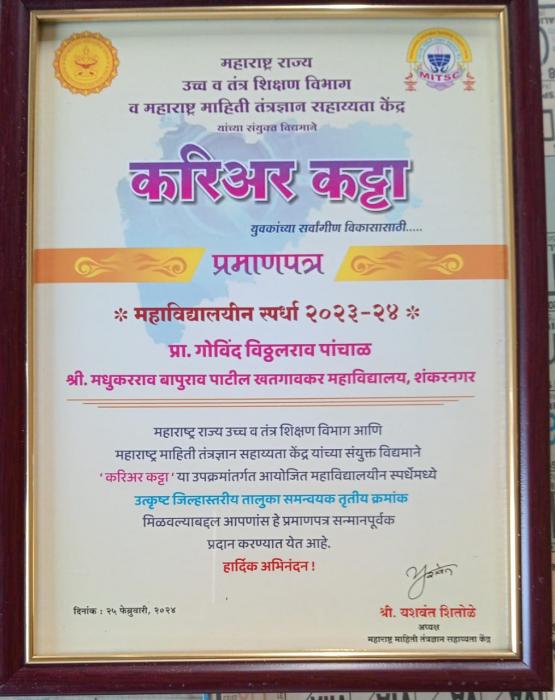 महाराष्ट्र राज्य
MITSC
उच्च व तंत्र शिक्षण विभाग
व महाराष्ट्र माहिती तंत्रज्ञान सहाय्यता केंद्र
यांच्या संयुक्त विद्यमाने
करिअर कट्टा
युवकांच्या सर्वांगीण विकासासाठी.....
प्रमाणपत्र
* महाविद्यालयीन स्पर्धा २०२३-२४ *
प्रा. गोविंद विठ्ठलराव पांचाळ
श्री. मधुकरराव बापुराव पाटील खतगावकर महाविद्यालय, शंकरनगर
महाराष्ट्र राज्य उच्च व तंत्र शिक्षण विभाग आणि
महाराष्ट्र माहिती तंत्रज्ञान सहाय्यता केंद्र यांच्या संयुक्त विद्यमाने
' करिअर कट्टा ' या उपक्रमांतर्गत आयोजित महाविद्यालयीन स्पर्धेमध्ये
उत्कृष्ट जिल्हास्तरीय तालुका समन्वयक तृतीय क्रमांक
मिळवल्याबद्दल आपणांस हे प्रमाणपत्र सन्मानपूर्वक
प्रदान करण्यात येत आहे.
हार्दिक अभिनंदन !
दिनांक : २५ फेब्रुवारी, २०२४
श्री. यशवंत शितोळे
अध्यक्ष
महाराष्ट्र माहिती तंत्रज्ञान सहाय्यता केंद्र